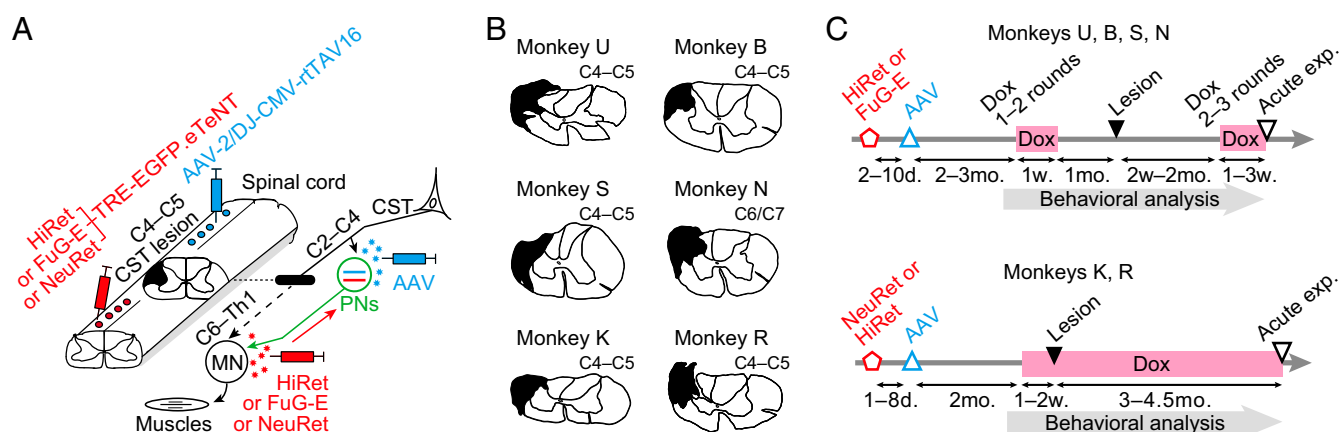 A
HiRet
or FuG-E
or NeuRet
TRE-EGFP.eTeNT
AAV-2/DJ-CMV-rtTAV16
Spinal cord
C4–C5
CST lesion
C2–C4
CST
AAV
PNs
C6–Th1
MN
HiRet
or FuG-E
or NeuRet
Muscles
B
Monkey U
C4–C5
Monkey B
C4–C5
Monkey S
C4–C5
Monkey N
C6/C7
Monkey K
C4–C5
Monkey R
C4–C5
C
Monkeys U, B, S, N
HiRet or
FuG-E
AAV
Dox
1–2 rounds
Lesion
Dox
2–3 rounds
Acute exp.
Dox
Dox
2–10d.
2–3mo.
1w.
1mo.
2w–2mo.
1–3w.
Behavioral analysis
Monkeys K, R
NeuRet or
HiRet
AAV
Lesion
Acute exp.
Dox
1–8d.
2mo.
1–2w.
3–4.5mo.
Behavioral analysis